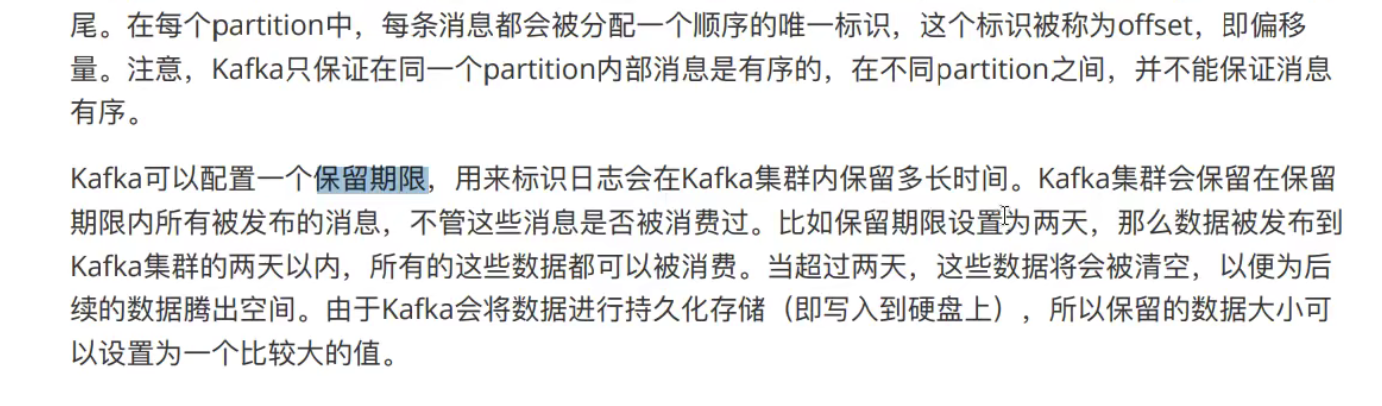 尾。在每个partition中，每条消息都会被分配一个顺序的唯一标识，这个标识被称为offset，即偏移
量。注意，Kafka只保证在同一个partition内部消息是有序的，在不同partition之间，并不能保证消息
有序。
Kafka可以配置一个保留期限，用来标识日志会在Kafka集群内保留多长时间。Kafka集群会保留在保留
期限内所有被发布的消息，不管这些消息是否被消费过。比如保留期限设置为两天，那么数据被发布到
Kafka集群的两天以内，所有的这些数据都可以被消费。当超过两天，这些数据将会被清空，以便为后
续的数据腾出空间。由于Kafka会将数据进行持久化存储（即写入到硬盘上），所以保留的数据大小可
以设置为一个比较大的值。